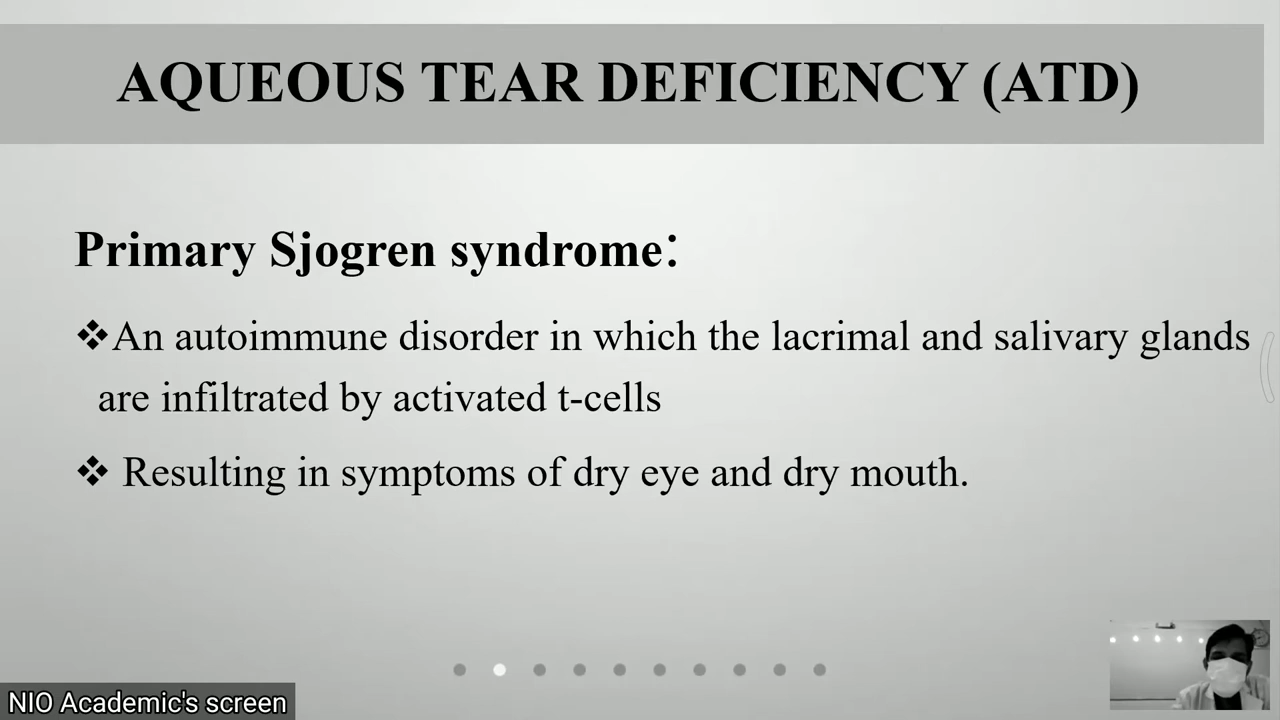 AQUEOUS TEAR DEFICIENCY (ATD)
Primary Sjogren syndrome:
❖An autoimmune disorder in which the lacrimal and salivary glands
are infiltrated by activated t-cells
❖ Resulting in symptoms of dry eye and dry mouth.
NIO Academic's screen